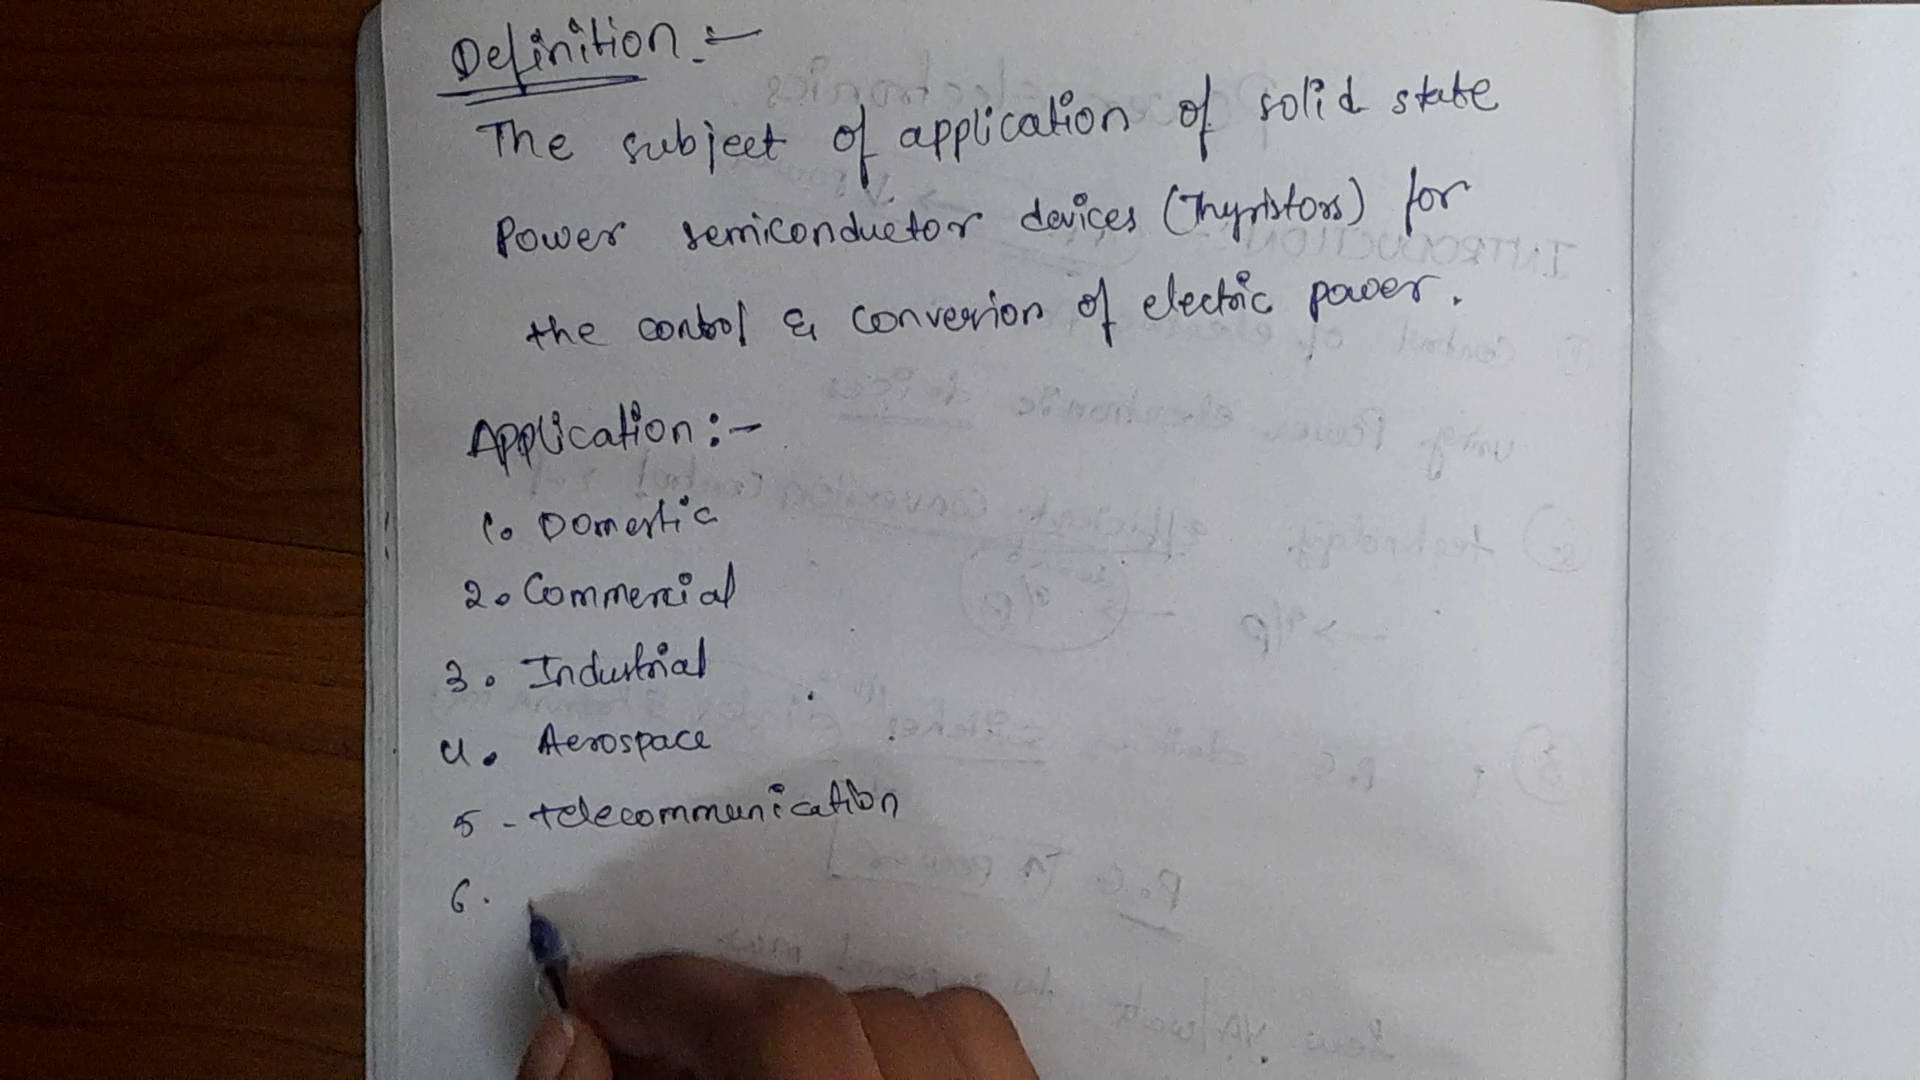 Definition :-
The subject of application of solid state
Power semiconductor devices (Thyristors) for
the control & conversion of electric power.
Application :-
1. Domestic
2. Commercial
3. Industrial
4. Aerospace
5 - telecommunication
6.